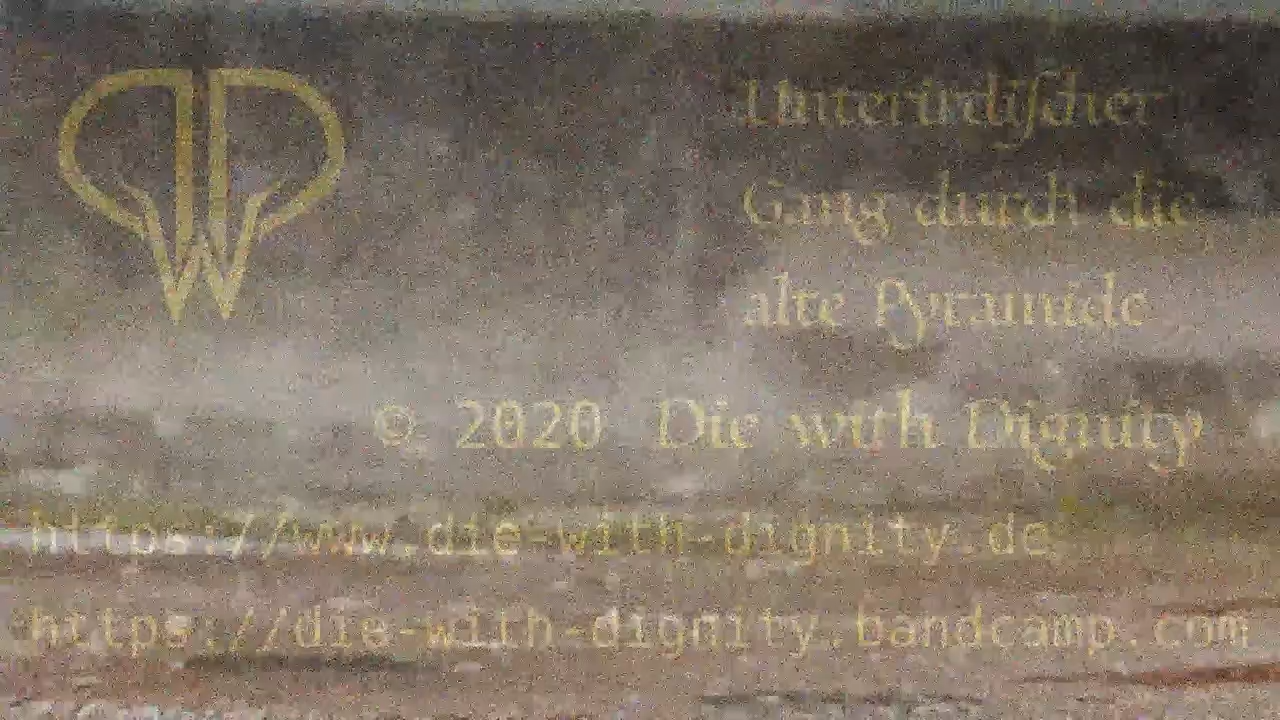 Unterirdiſcher
Gang durch die
alte Pyramide
© 2020 Die with Dignity
https://www.die-with-dignity.de
https://die-with-dignity.bandcamp.com